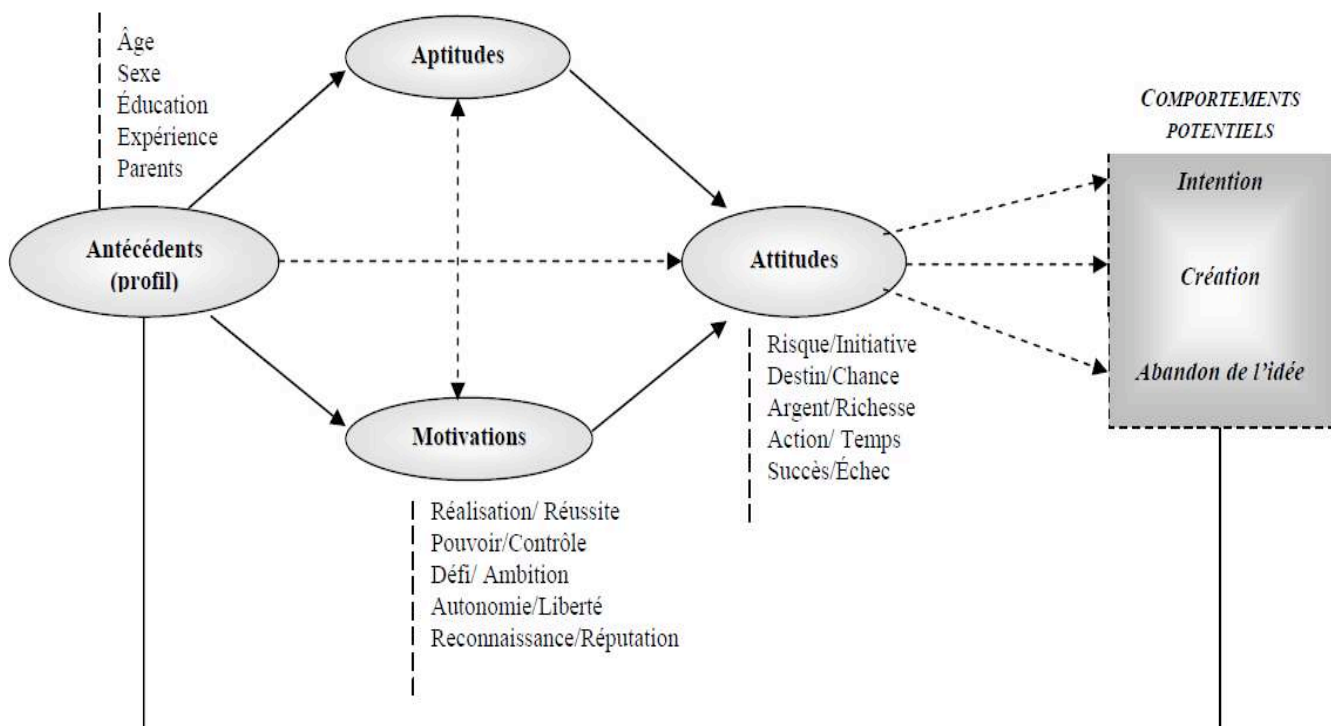 Âge
Sexe
Éducation
Expérience
Parents
Aptitudes
COMPORTEMENTS
POTENTIELS
Intention
Antécédents
(profil)
Attitudes
Création
Risque/Initiative
Destin/Chance
Argent/Richesse
Action/ Temps
Succès/Échec
Abandon de l'idée
Motivations
Réalisation/ Réussite
Pouvoir/Contrôle
Défi/ Ambition
Autonomie/Liberté
Reconnaissance/Réputation